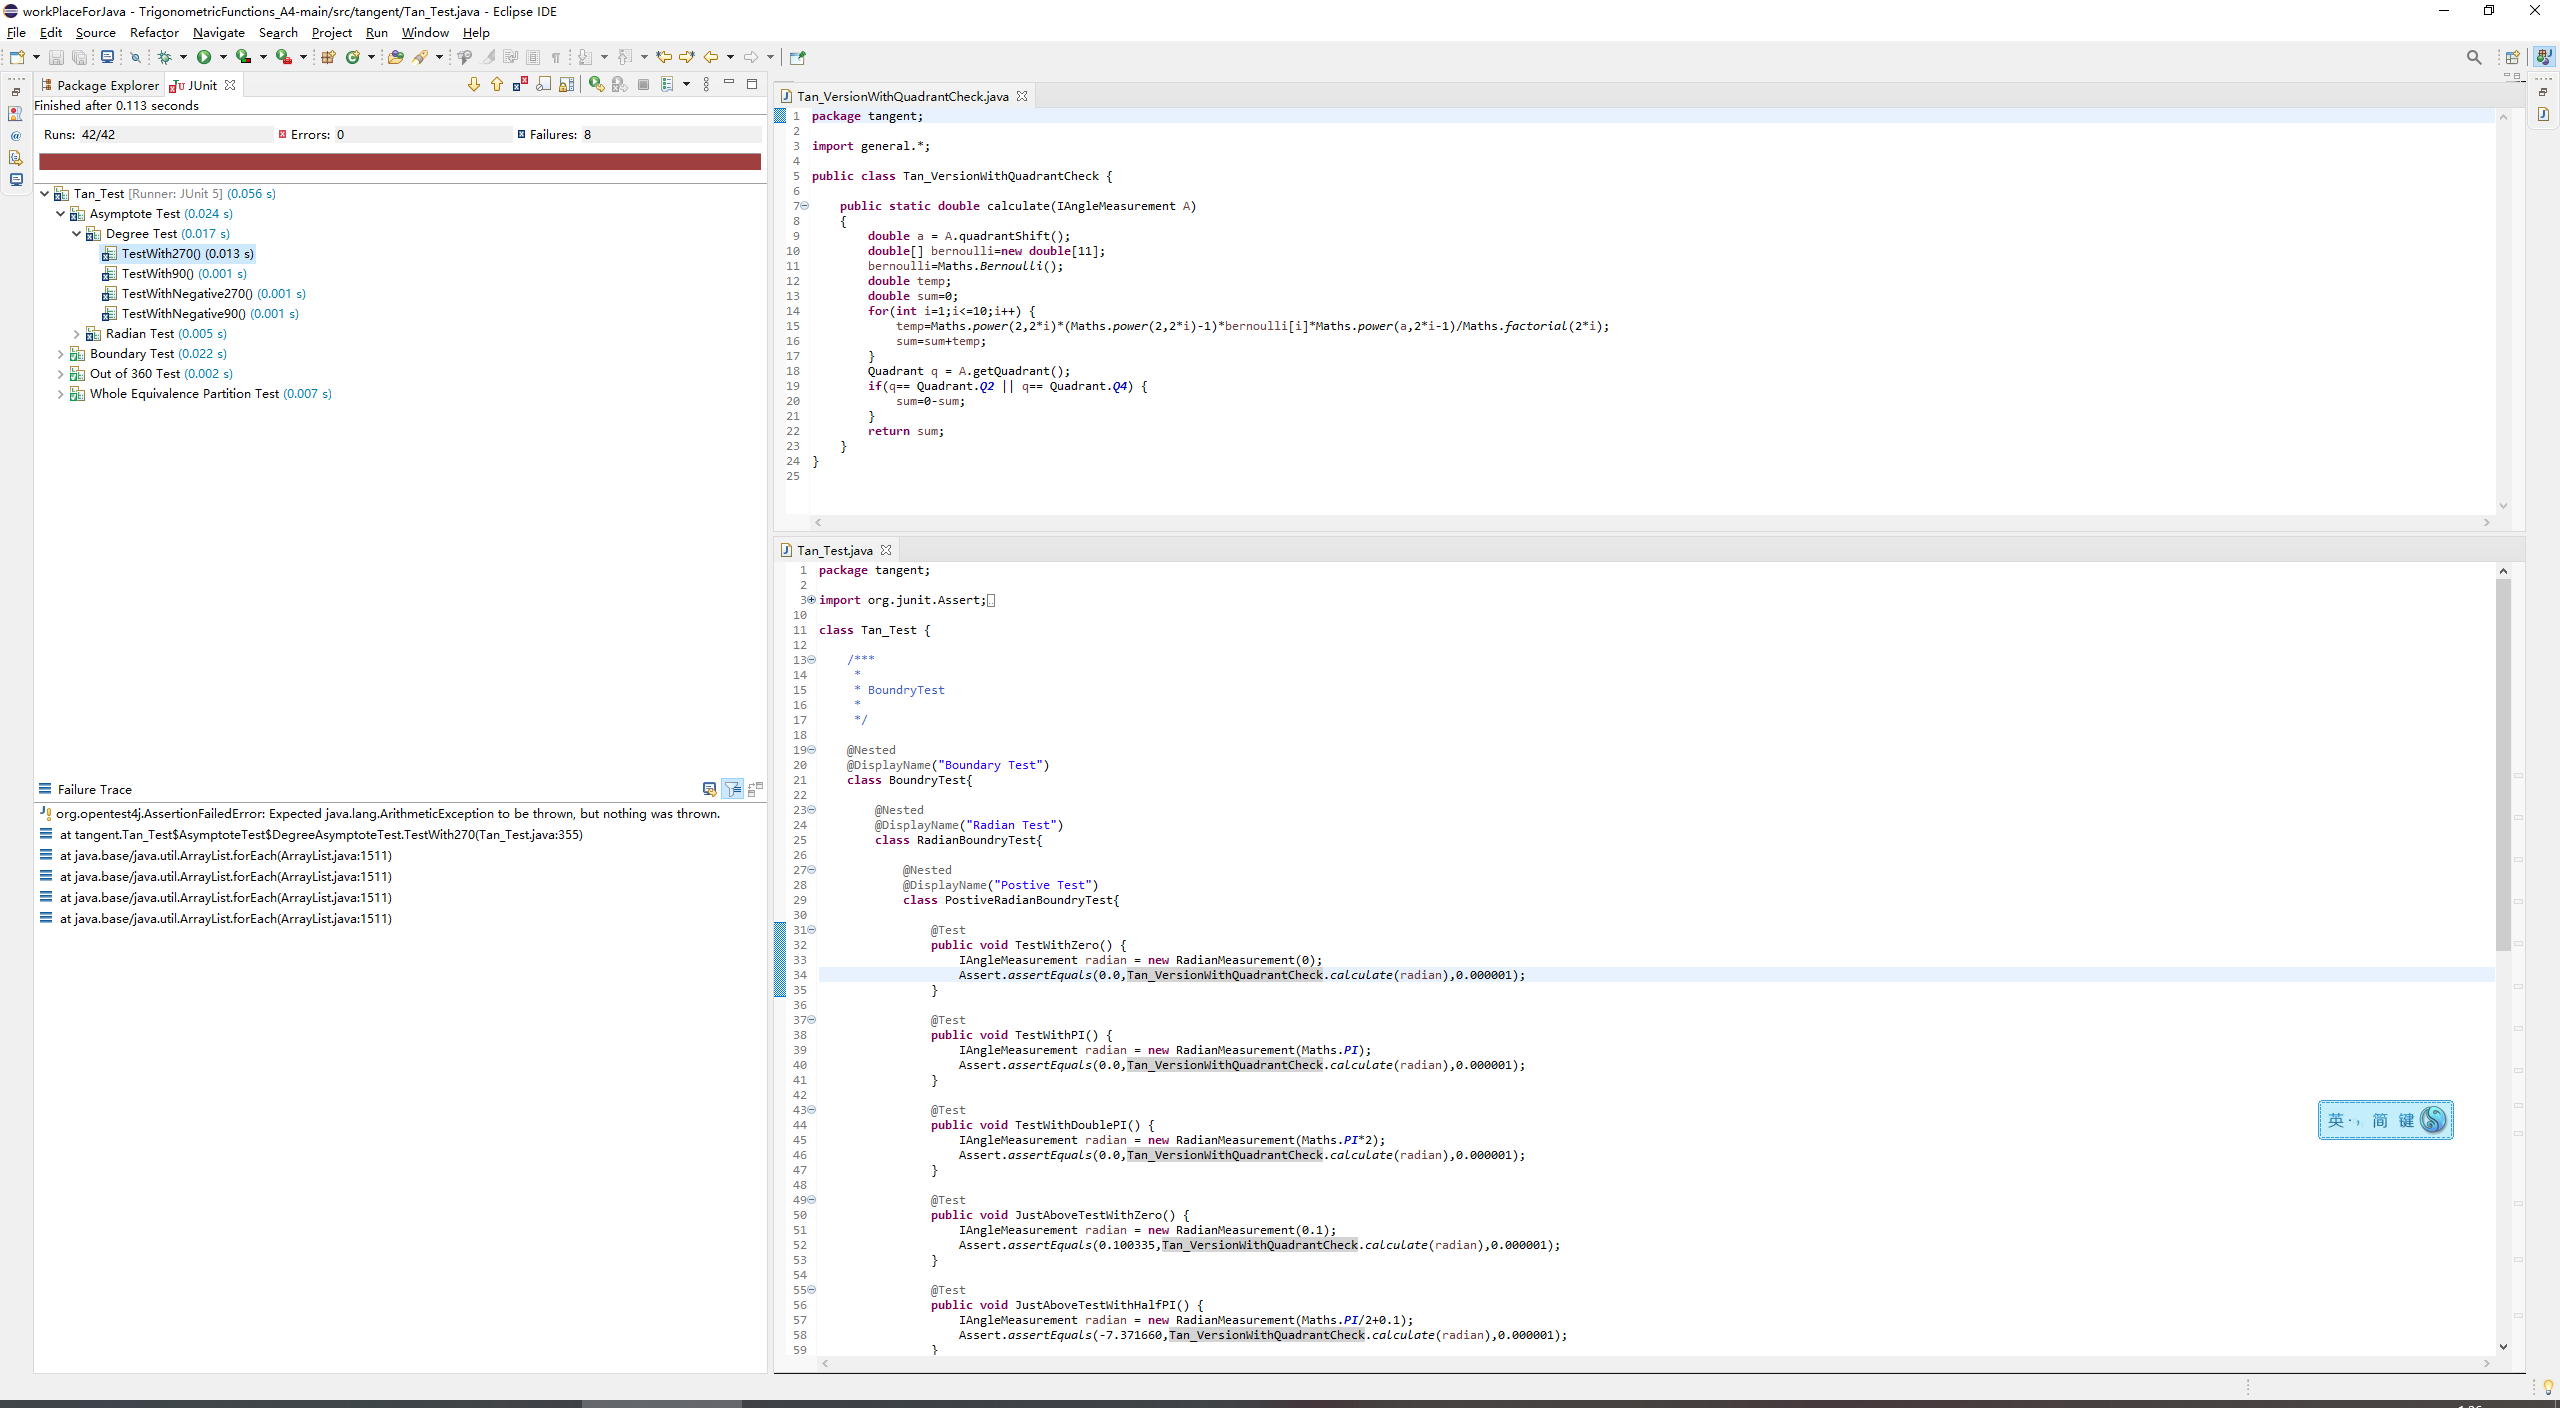 workPlaceForJava - TrigonometricFunctions_A4-main/src/tangent/Tan_Test.java - Eclipse IDE
File Edit Source Refactor Navigate Search Project Run Window Help
Package Explorer JUnit
Finished after 0.113 seconds
Runs: 42/42 Errors: 0 Failures: 8
Tan_Test [Runner: JUnit 5] (0.056 s)
Asymptote Test (0.024 s)
Degree Test (0.017 s)
TestWith270() (0.013 s)
TestWith90() (0.001 s)
TestWithNegative270() (0.001 s)
TestWithNegative90() (0.001 s)
Radian Test (0.005 s)
Boundary Test (0.022 s)
Out of 360 Test (0.002 s)
Whole Equivalence Partition Test (0.007 s)
Failure Trace
org.opentest4j.AssertionFailedError: Expected java.lang.ArithmeticException to be thrown, but nothing was thrown.
at tangent.Tan_Test$AsymptoteTest$DegreeAsymptoteTest.TestWith270(Tan_Test.java:355)
at java.base/java.util.ArrayList.forEach(ArrayList.java:1511)
at java.base/java.util.ArrayList.forEach(ArrayList.java:1511)
at java.base/java.util.ArrayList.forEach(ArrayList.java:1511)
at java.base/java.util.ArrayList.forEach(ArrayList.java:1511)
Tan_VersionWithQuadrantCheck.java
1 package tangent;
2
3 import general.*;
4
5 public class Tan_VersionWithQuadrantCheck {
6
7 public static double calculate(IAngleMeasurement A)
8 {
9 double a = A.quadrantShift();
10 double[] bernoulli=new double[11];
11 bernoulli=Maths.Bernoulli();
12 double temp;
13 double sum=0;
14 for(int i=1;i<=10;i++) {
15 temp=Maths.power(2,2*i)*(Maths.power(2,2*i)-1)*bernoulli[i]*Maths.power(a,2*i-1)/Maths.factorial(2*i);
16 sum=sum+temp;
17 }
18 Quadrant q = A.getQuadrant();
19 if(q== Quadrant.Q2 || q== Quadrant.Q4) {
20 sum=0-sum;
21 }
22 return sum;
23 }
24 }
25
Tan_Test.java
1 package tangent;
2
3 import org.junit.Assert;
10
11 class Tan_Test {
12
13 /***
14 *
15 * BoundryTest
16 *
17 */
18
19 @Nested
20 @DisplayName("Boundary Test")
21 class BoundryTest{
22
23 @Nested
24 @DisplayName("Radian Test")
25 class RadianBoundryTest{
26
27 @Nested
28 @DisplayName("Postive Test")
29 class PostiveRadianBoundryTest{
30
31 @Test
32 public void TestWithZero() {
33 IAngleMeasurement radian = new RadianMeasurement(0);
34 Assert.assertEquals(0.0,Tan_VersionWithQuadrantCheck.calculate(radian),0.000001);
35 }
36
37 @Test
38 public void TestWithPI() {
39 IAngleMeasurement radian = new RadianMeasurement(Maths.PI);
40 Assert.assertEquals(0.0,Tan_VersionWithQuadrantCheck.calculate(radian),0.000001);
41 }
42
43 @Test
44 public void TestWithDoublePI() {
45 IAngleMeasurement radian = new RadianMeasurement(Maths.PI*2);
46 Assert.assertEquals(0.0,Tan_VersionWithQuadrantCheck.calculate(radian),0.000001);
47 }
48
49 @Test
50 public void JustAboveTestWithZero() {
51 IAngleMeasurement radian = new RadianMeasurement(0.1);
52 Assert.assertEquals(0.100335,Tan_VersionWithQuadrantCheck.calculate(radian),0.000001);
53 }
54
55 @Test
56 public void JustAboveTestWithHalfPI() {
57 IAngleMeasurement radian = new RadianMeasurement(Maths.PI/2+0.1);
58 Assert.assertEquals(-7.371660,Tan_VersionWithQuadrantCheck.calculate(radian),0.000001);
59 }
英 简 键